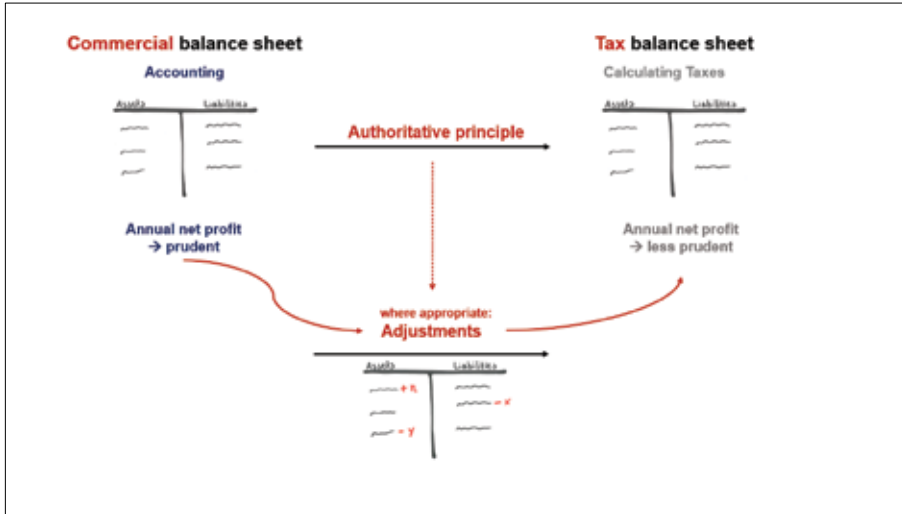 Commercial balance sheet
Accounting
Assets Liabilities
Annual net profit
→ prudent
Authoritative principle
Tax balance sheet
Calculating Taxes
Assets Liabilities
Annual net profit
→ less prudent
where appropriate:
Adjustments
Assets Liabilities
- x
- y